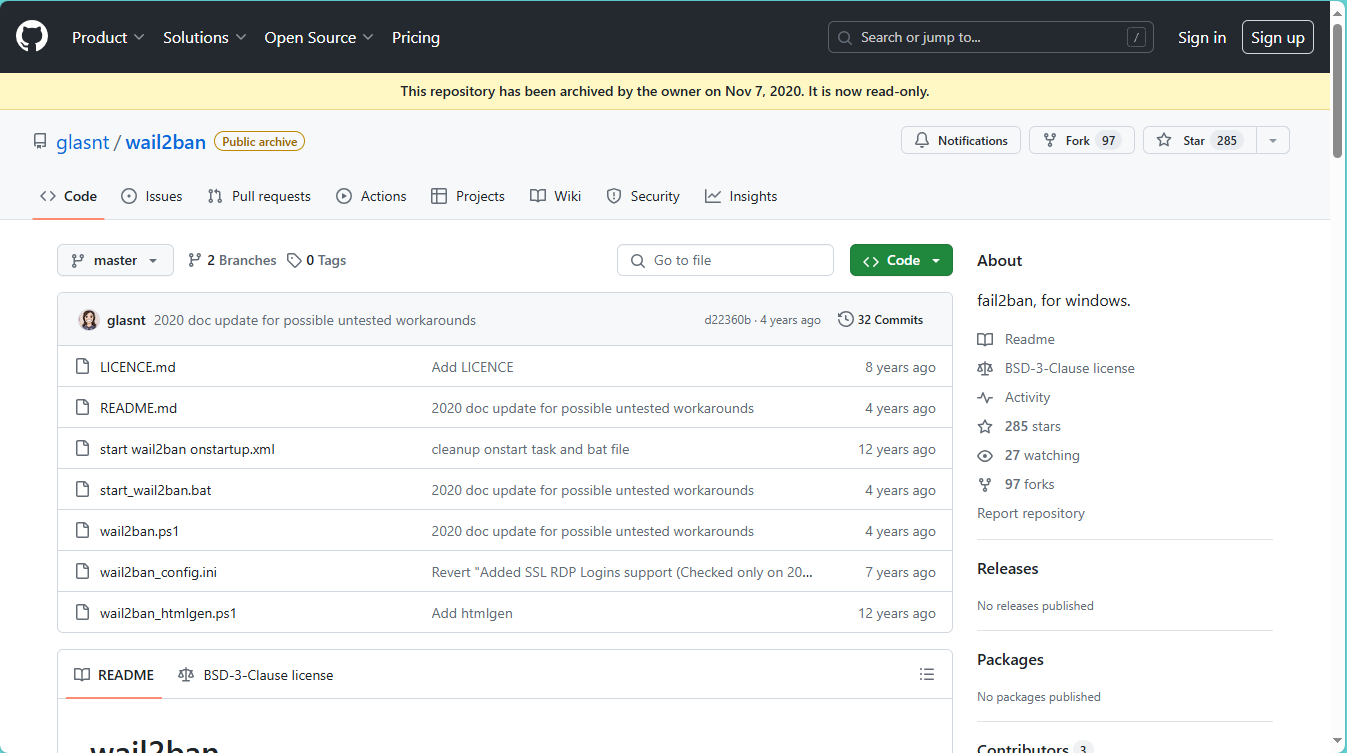 Product Solutions Open Source Pricing Search or jump to... / Sign in Sign up
This repository has been archived by the owner on Nov 7, 2020. It is now read-only.
glasnt / wail2ban Public archive Notifications Fork 97 Star 285
Code Issues Pull requests Actions Projects Wiki Security Insights
master 2 Branches 0 Tags Go to file Code
glasnt 2020 doc update for possible untested workarounds d22360b · 4 years ago 32 Commits
LICENCE.md Add LICENCE 8 years ago
README.md 2020 doc update for possible untested workarounds 4 years ago
start wail2ban onstartup.xml cleanup onstart task and bat file 12 years ago
start_wail2ban.bat 2020 doc update for possible untested workarounds 4 years ago
wail2ban.ps1 2020 doc update for possible untested workarounds 4 years ago
wail2ban_config.ini Revert "Added SSL RDP Logins support (Checked only on 20... 7 years ago
wail2ban_htmlgen.ps1 Add htmlgen 12 years ago
README BSD-3-Clause license
wail2ban
About
fail2ban, for windows.
Readme
BSD-3-Clause license
Activity
285 stars
27 watching
97 forks
Report repository
Releases
No releases published
Packages
No packages published
Contributors 3